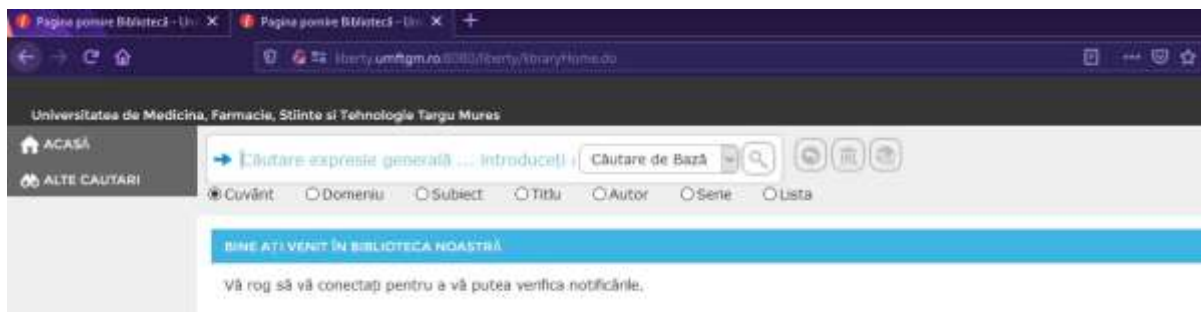 Pagina pornire Bibliotecă - Un
Pagina pornire Bibliotecă - Un
liberty.umftgm.ro:8080/liberty/libraryHome.do
Universitatea de Medicina, Farmacie, Stiinte si Tehnologie Targu Mures
ACASĂ
ALTE CAUTARI
Căutare expresie generală ... Introduceți
Căutare de Bază
Cuvânt Domeniu Subiect Titlu Autor Serie Lista
BINE AȚI VENIT ÎN BIBLIOTECA NOASTRĂ
Vă rog să vă conectați pentru a vă putea verifica notificările.